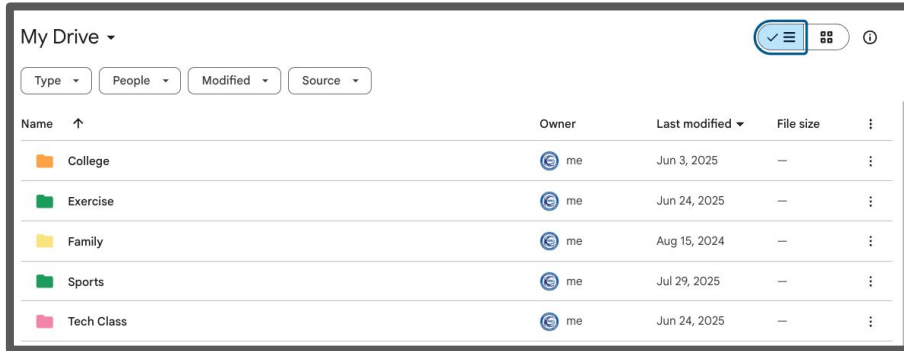 My Drive
Type People Modified Source
Name Owner Last modified File size
College me Jun 3, 2025 —
Exercise me Jun 24, 2025 —
Family me Aug 15, 2024 —
Sports me Jul 29, 2025 —
Tech Class me Jun 24, 2025 —